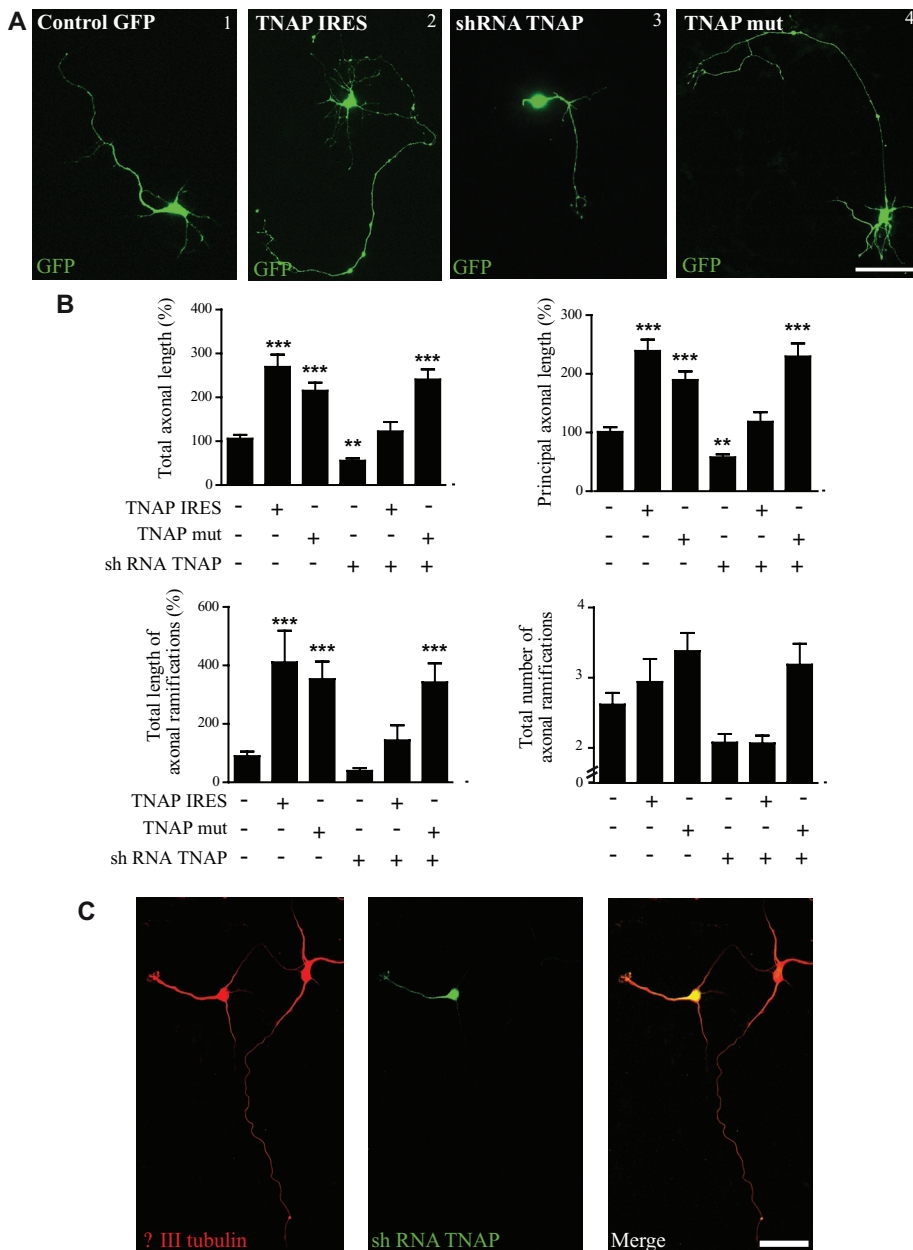 A
Control GFP 1
TNAP IRES 2
shRNA TNAP 3
TNAP mut 4
GFP
GFP
GFP
GFP
B
Total axonal length (%)
400
300
200
100
0
***
***
**
***
TNAP IRES - + - - + -
TNAP mut - - + - - +
sh RNA TNAP - - - + + +
Principal axonal length (%)
300
200
100
0
***
***
**
***
- + - - + -
- - + - - +
- - - + + +
Total length of
axonal ramifications (%)
600
400
200
0
***
***
***
TNAP IRES - + - - + -
TNAP mut - - + - - +
sh RNA TNAP - - - + + +
Total number of
axonal ramifications
4
3
2
0
- + - - + -
- - + - - +
- - - + + +
C
? III tubulin
sh RNA TNAP
Merge